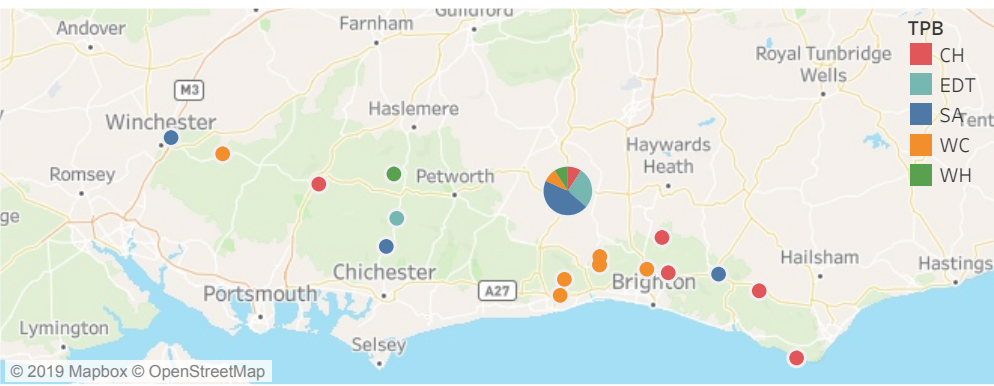 Andover
Farnham
Guildford
TPB
CH
EDT
SA
WC
WH
Royal Tunbridge
Wells
M3
Winchester
Haslemere
Haywards
Heath
Romsey
Petworth
Chichester
Hailsham
Hastings
Portsmouth
A27
Brighton
Lymington
Selsey
© 2019 Mapbox © OpenStreetMap